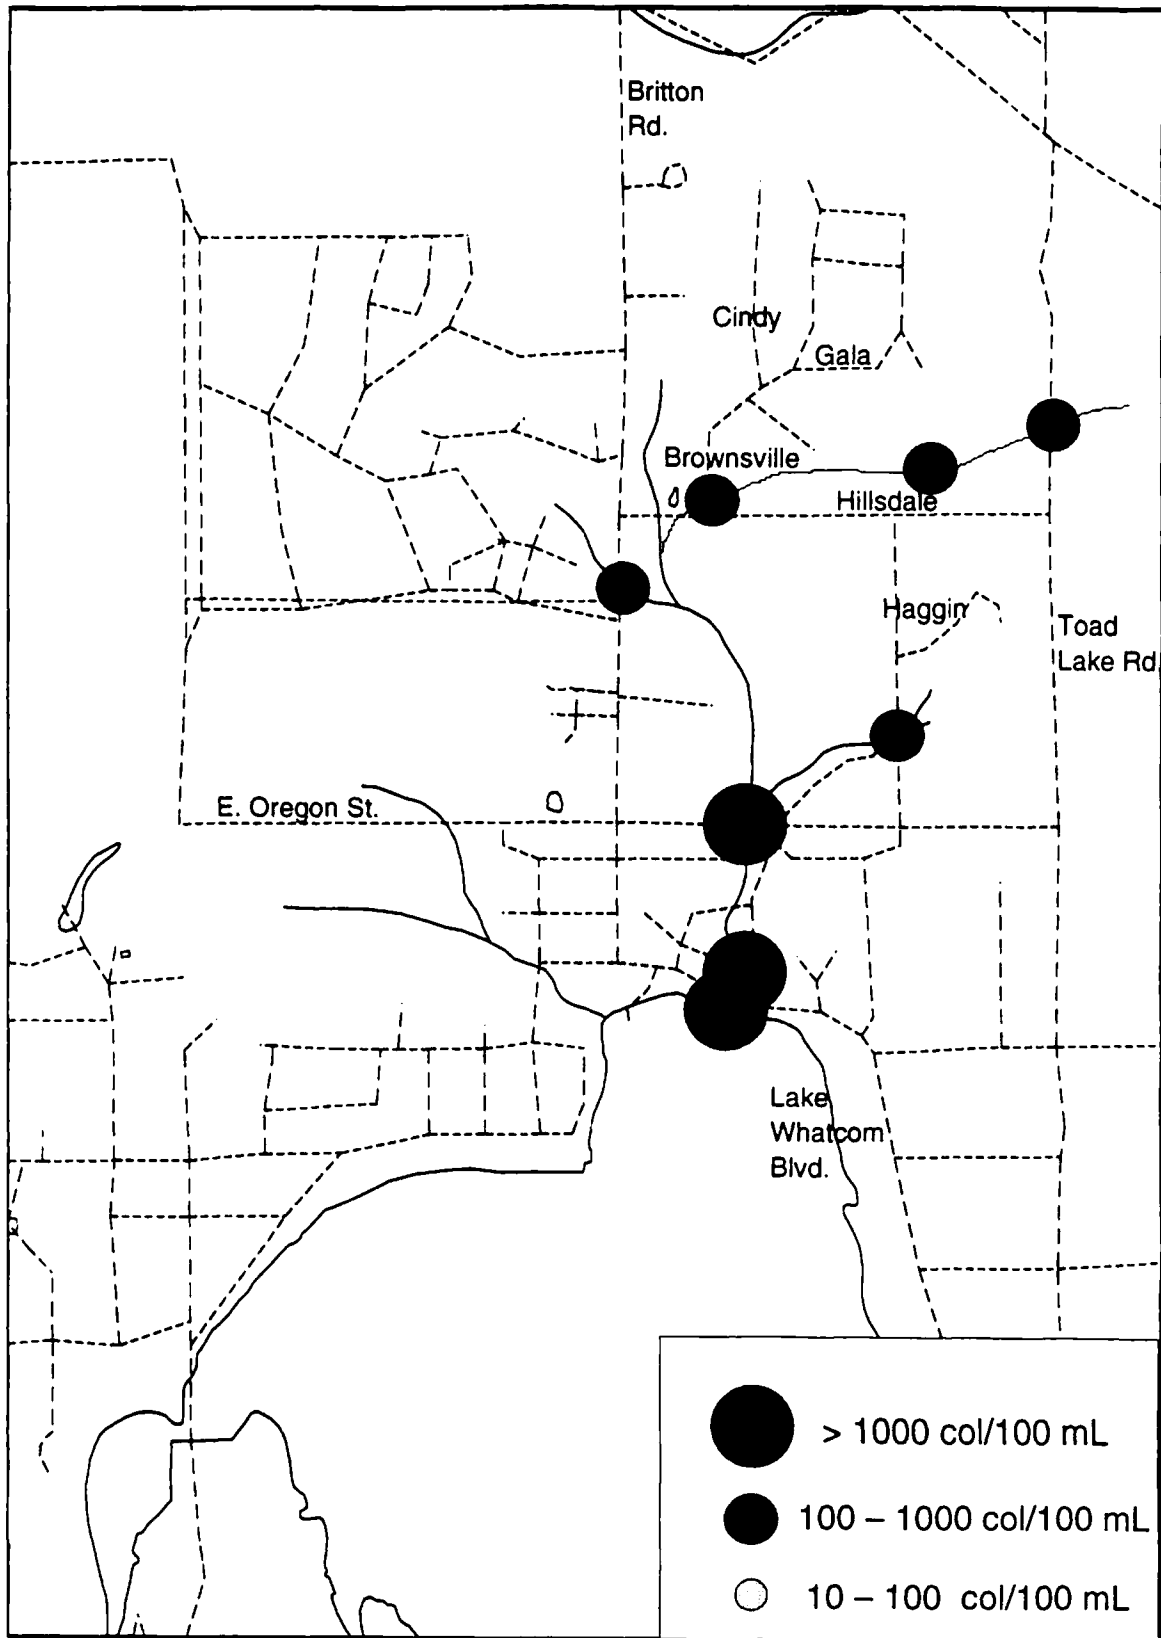 Britton
Rd.
Cindy
Gala
Brownsville
Hillsdale
Haggin
Toad
Lake Rd.
E. Oregon St.
Lake
Whatcom
Blvd.
> 1000 col/100 mL
100 – 1000 col/100 mL
10 – 100 col/100 mL